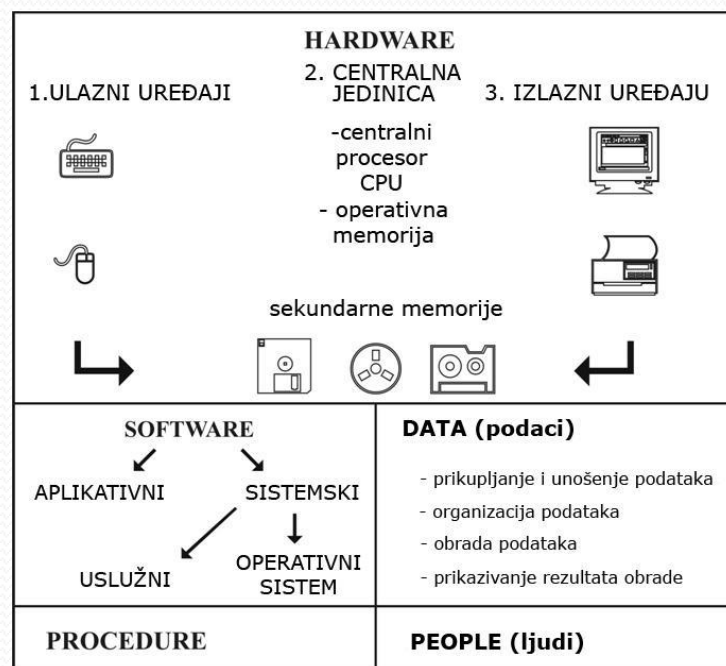 HARDWARE
1.ULAZNI UREĐAJI
2. CENTRALNA
JEDINICA
3. IZLAZNI UREĐAJU
-centralni
procesor
CPU
- operativna
memorija
sekundarne memorije
SOFTWARE
APLIKATIVNI
SISTEMSKI
USLUŽNI
OPERATIVNI
SISTEM
DATA (podaci)
- prikupljanje i unošenje podataka
- organizacija podataka
- obrada podataka
- prikazivanje rezultata obrade
PROCEDURE
PEOPLE (ljudi)